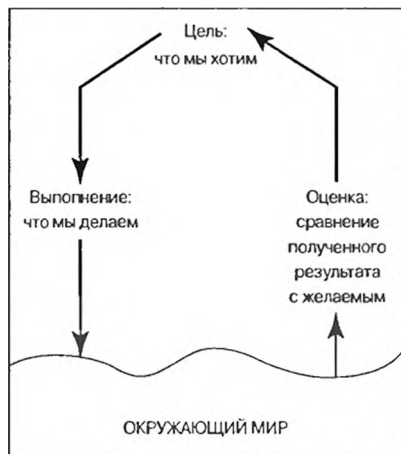 Цель:
что мы хотим
Выполнение:
что мы делаем
Оценка:
сравнение
полученного
результата
с желаемым
ОКРУЖАЮЩИЙ МИР